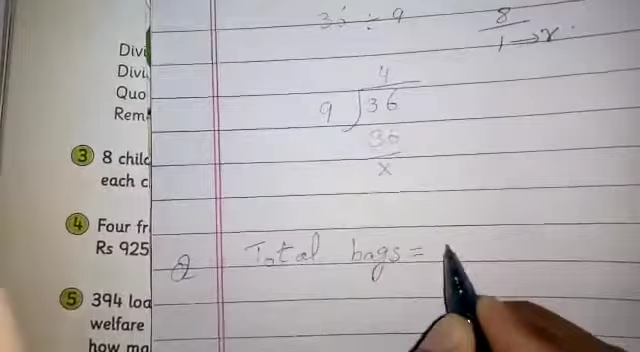 36 ÷ 9
8
1 → r.
Divi
Divi
Quo
Rem
4
9 36
36
x
3 8 chil
each c
4 Four fr
Rs 925
Q Total bags =
5 394 loa
welfare
how ma